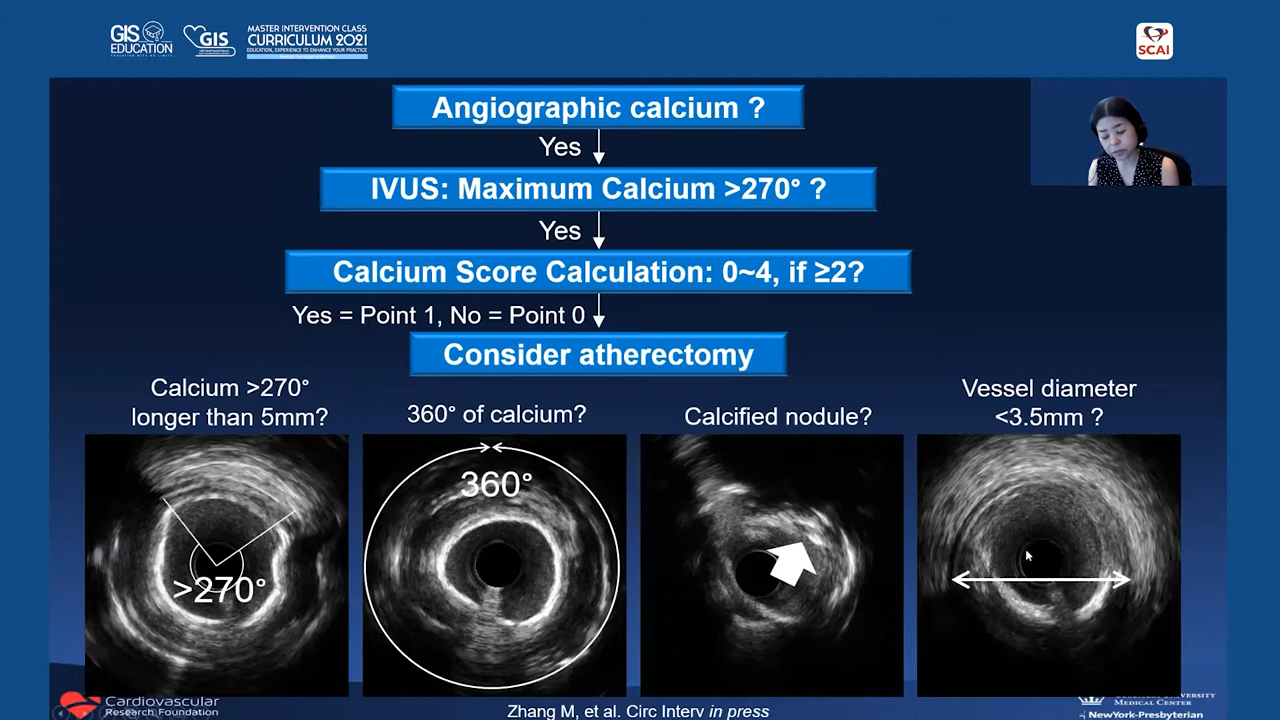 GIS
EDUCATION
GIS
MASTER INTERVENTION CLASS
CURRICULUM 2021
EDUCATION, EXPERIENCE TO ENHANCE YOUR PRACTICE
SCAI
Angiographic calcium ?
Yes
IVUS: Maximum Calcium >270° ?
Yes
Calcium Score Calculation: 0~4, if ≥2?
Yes = Point 1, No = Point 0
Consider atherectomy
Calcium >270°
longer than 5mm?
360° of calcium?
Calcified nodule?
Vessel diameter
<3.5mm ?
>270°
360°
Cardiovascular
Research Foundation
Zhang M, et al. Circ Interv in press
UNIVERSITY
MEDICAL CENTER
NewYork-Presbyterian